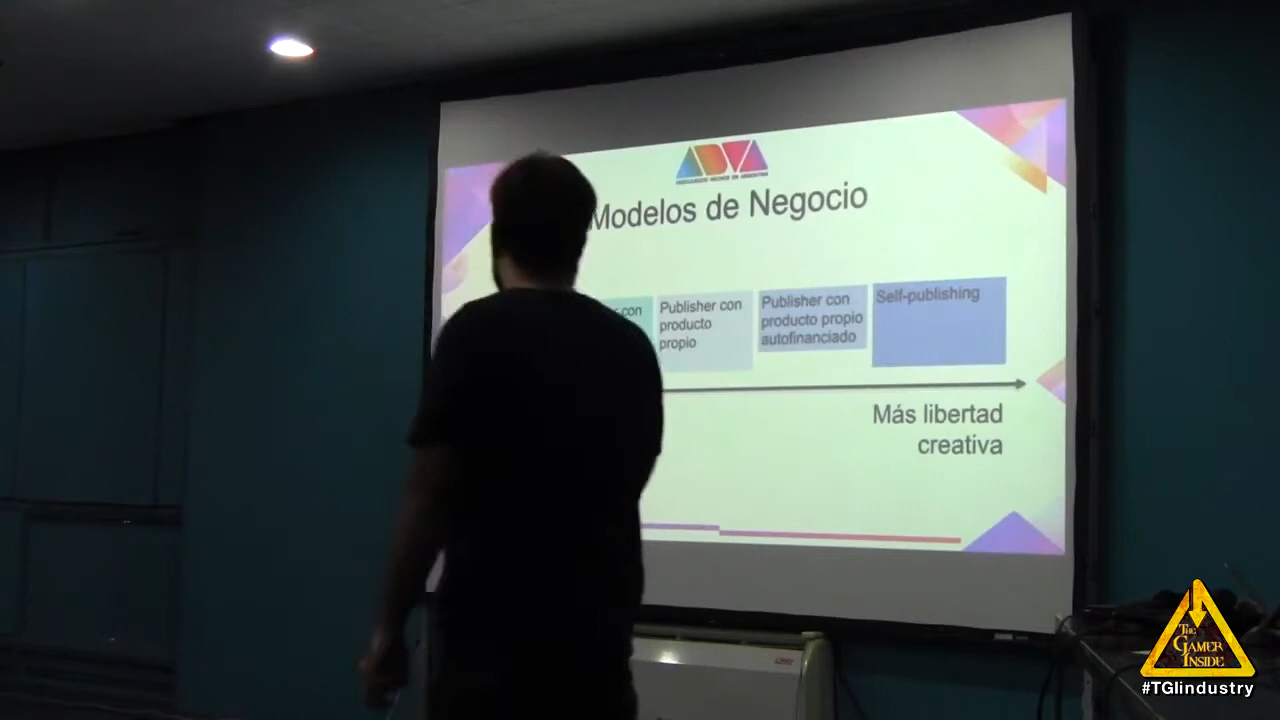 ADVA
Modelos de Negocio
con
Publisher con
producto
propio
Publisher con
producto propio
autofinanciado
Self-publishing
Más libertad
creativa
THE
GAMER
INSIDE
#TGIindustry